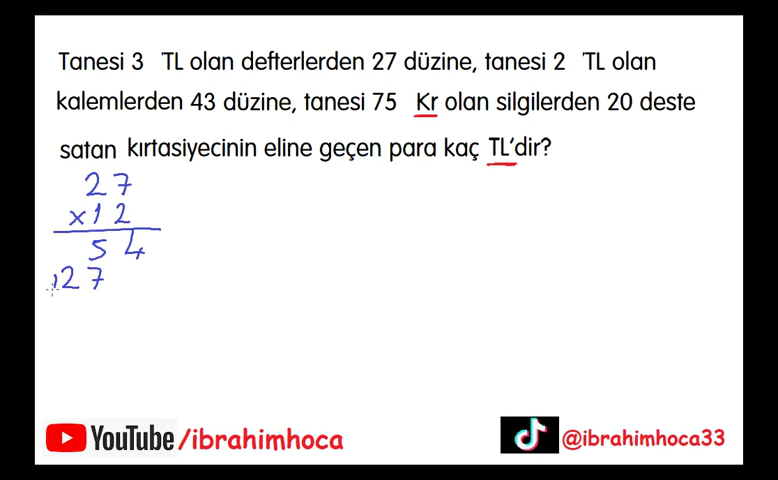 Tanesi 3 TL olan defterlerden 27 düzine, tanesi 2 TL olan
kalemlerden 43 düzine, tanesi 75 Kr olan silgilerden 20 deste
satan kırtasiyecinin eline geçen para kaç TL'dir?
27
x12
54
27
YouTube /ibrahimhoca
@ibrahimhoca33